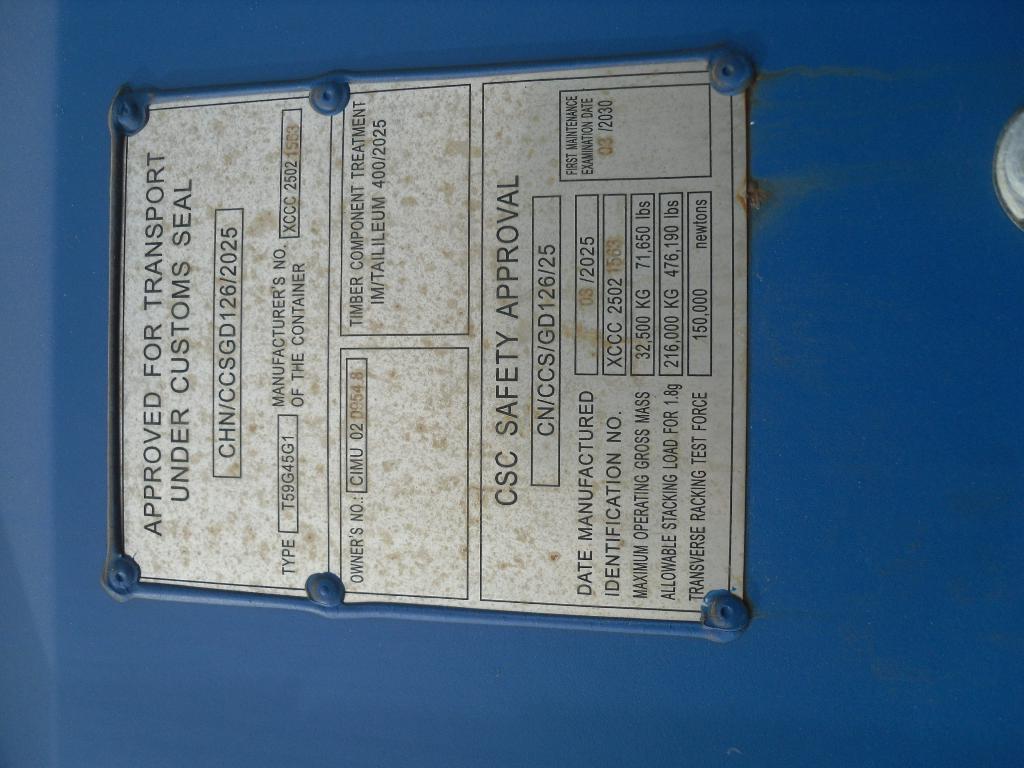 APPROVED FOR TRANSPORT
UNDER CUSTOMS SEAL
CHN/CCSGD126/2025
TYPE T59G45G1 MANUFACTURER'S NO. OF THE CONTAINER XCCC 2502 1563
OWNER'S NO.: CIMU 02 0954 8
TIMBER COMPONENT TREATMENT
IM/TAILILEUM 400/2025
CSC SAFETY APPROVAL
CN/CCS/GD126/25
DATE MANUFACTURED 03 /2025
IDENTIFICATION NO. XCCC 2502 1563
MAXIMUM OPERATING GROSS MASS 32,500 KG 71,650 lbs
ALLOWABLE STACKING LOAD FOR 1.8g 216,000 KG 476,190 lbs
TRANSVERSE RACKING TEST FORCE 150,000 newtons
FIRST MAINTENANCE
EXAMINATION DATE
03 /2030